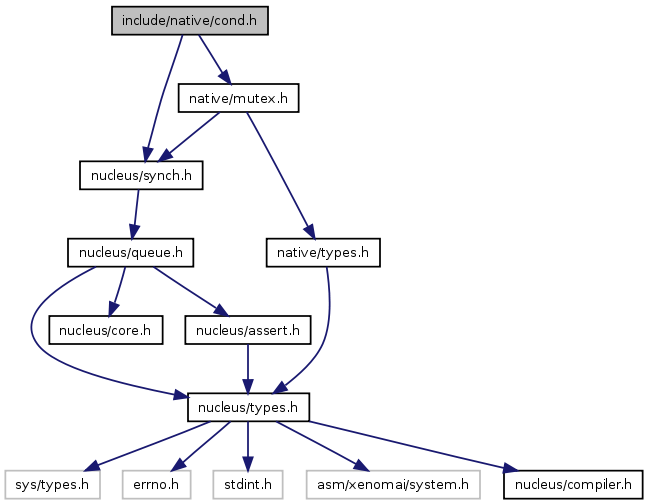 include/native/cond.h
native/mutex.h
nucleus/synch.h
nucleus/queue.h
native/types.h
nucleus/core.h
nucleus/assert.h
nucleus/types.h
sys/types.h
errno.h
stdint.h
asm/xenomai/system.h
nucleus/compiler.h